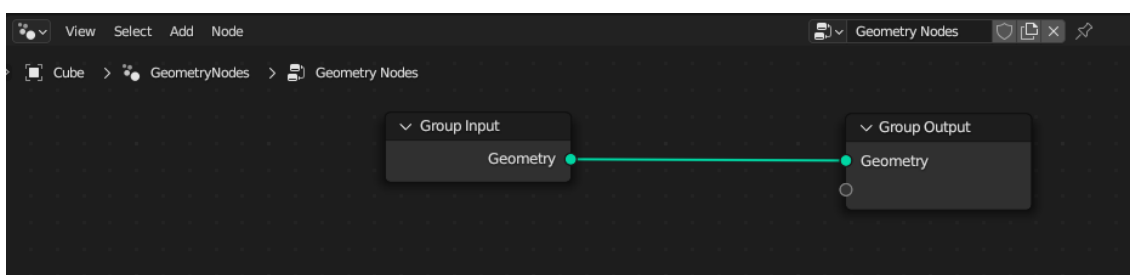 View Select Add Node Geometry Nodes
Cube > GeometryNodes > Geometry Nodes
Group Input
Geometry
Group Output
Geometry